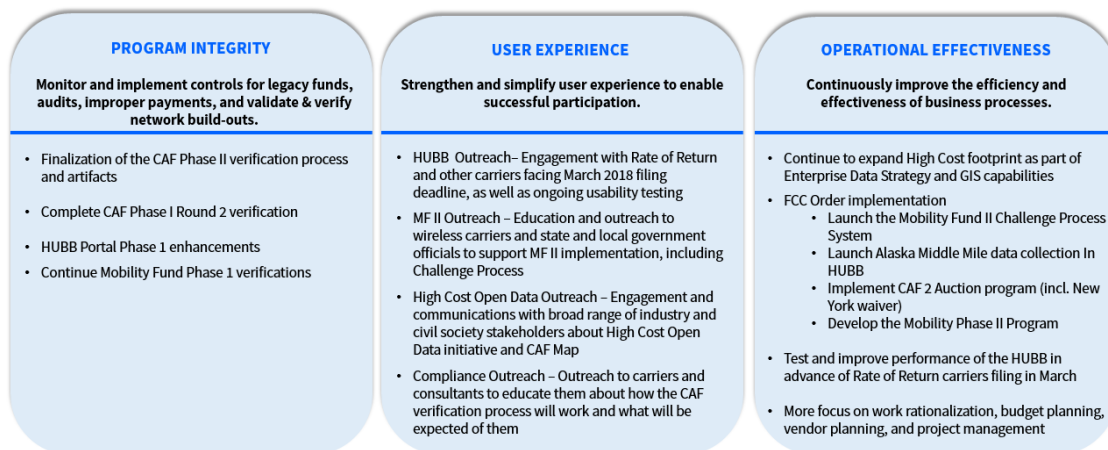 PROGRAM INTEGRITY
Monitor and implement controls for legacy funds,
audits, improper payments, and validate & verify
network build-outs.
• Finalization of the CAF Phase II verification process
and artifacts
• Complete CAF Phase I Round 2 verification
• HUBB Portal Phase 1 enhancements
• Continue Mobility Fund Phase 1 verifications
USER EXPERIENCE
Strengthen and simplify user experience to enable
successful participation.
• HUBB Outreach– Engagement with Rate of Return
and other carriers facing March 2018 filing
deadline, as well as ongoing usability testing
• MF II Outreach – Education and outreach to
wireless carriers and state and local government
officials to support MF II implementation, including
Challenge Process
• High Cost Open Data Outreach – Engagement and
communications with broad range of industry and
civil society stakeholders about High Cost Open
Data initiative and CAF Map
• Compliance Outreach – Outreach to carriers and
consultants to educate them about how the CAF
verification process will work and what will be
expected of them
OPERATIONAL EFFECTIVENESS
Continuously improve the efficiency and
effectiveness of business processes.
• Continue to expand High Cost footprint as part of
Enterprise Data Strategy and GIS capabilities
• FCC Order implementation
• Launch the Mobility Fund II Challenge Process
System
• Launch Alaska Middle Mile data collection In
HUBB
• Implement CAF 2 Auction program (incl. New
York waiver)
• Develop the Mobility Phase II Program
• Test and improve performance of the HUBB in
advance of Rate of Return carriers filing in March
• More focus on work rationalization, budget planning,
vendor planning, and project management